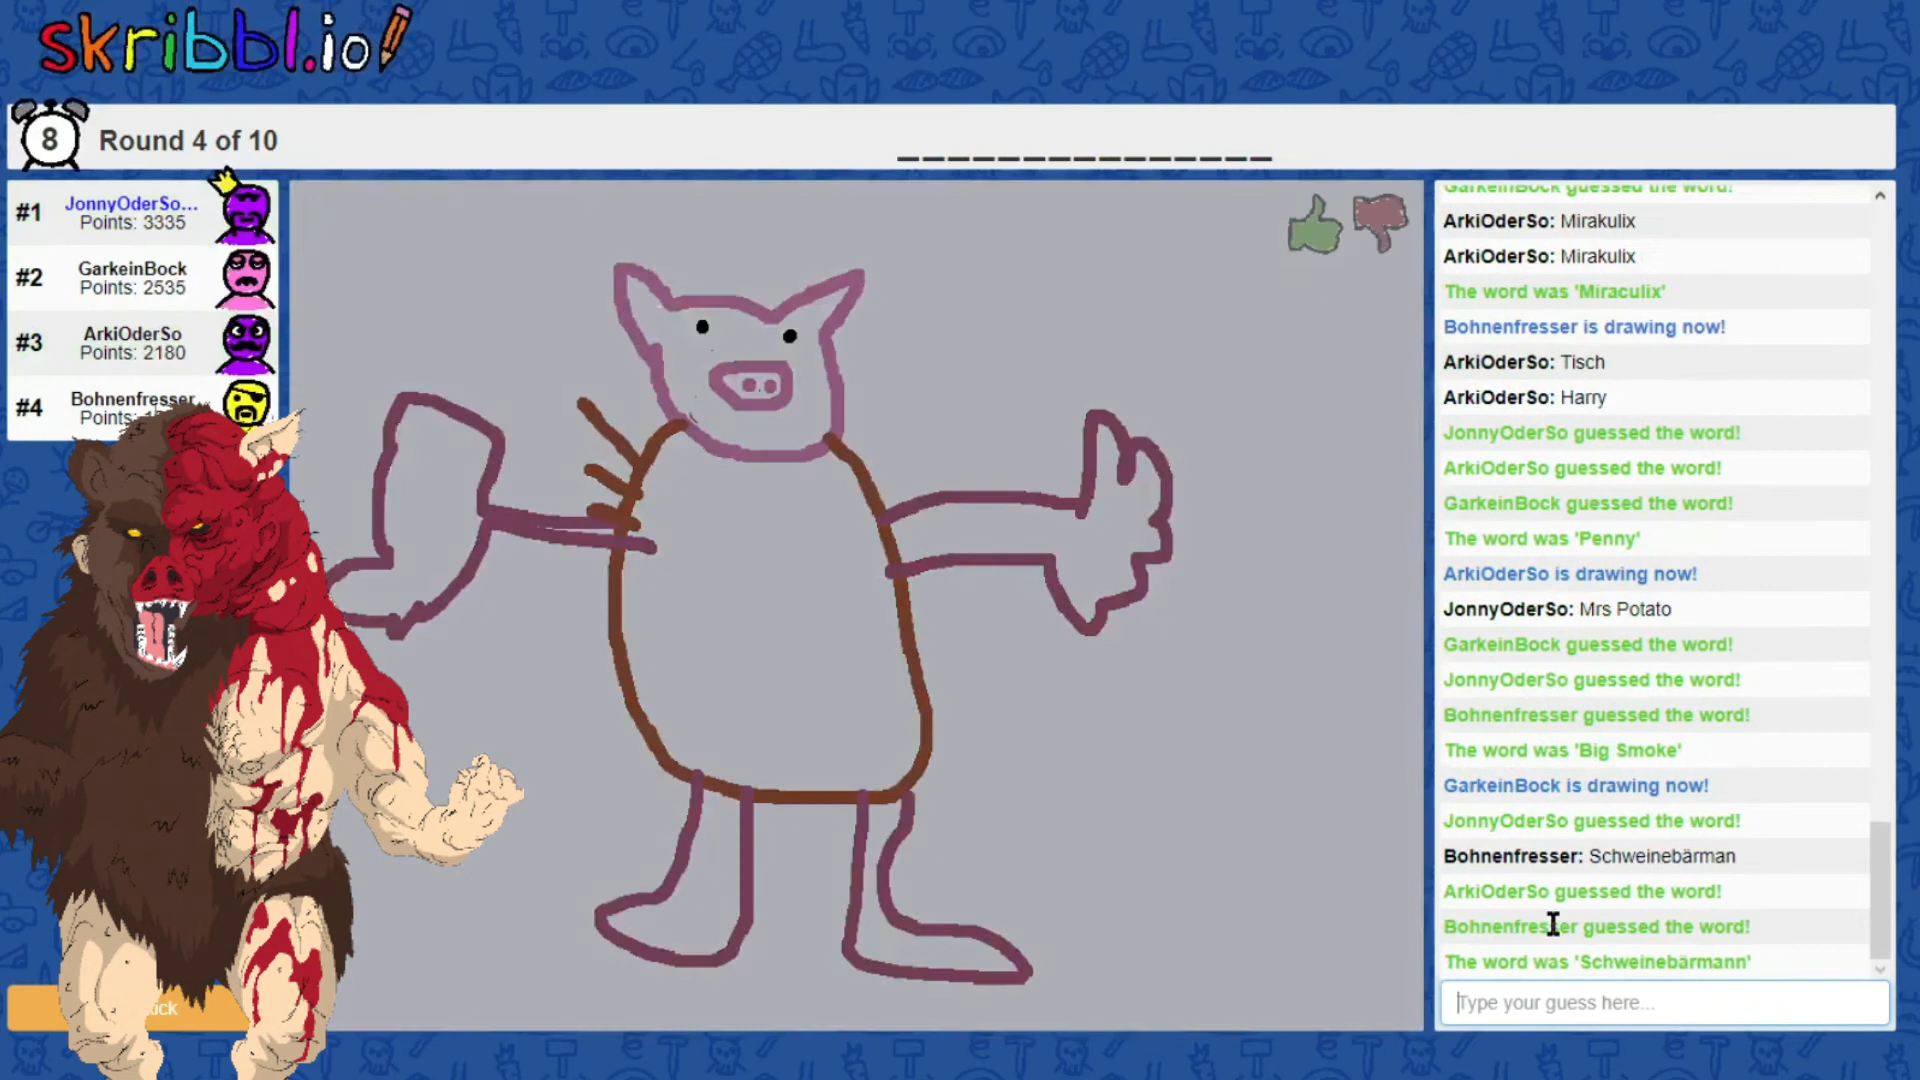 skribbl.io
8
Round 4 of 10
#1
JonnyOderSo...
Points: 3335
#2
GarkeinBock
Points: 2535
#3
ArkiOderSo
Points: 2180
#4
Bohnenfresser
Points:
GarkeinBock guessed the word!
ArkiOderSo: Mirakulix
ArkiOderSo: Mirakulix
The word was 'Miraculix'
Bohnenfresser is drawing now!
ArkiOderSo: Tisch
ArkiOderSo: Harry
JonnyOderSo guessed the word!
ArkiOderSo guessed the word!
GarkeinBock guessed the word!
The word was 'Penny'
ArkiOderSo is drawing now!
JonnyOderSo: Mrs Potato
GarkeinBock guessed the word!
JonnyOderSo guessed the word!
Bohnenfresser guessed the word!
The word was 'Big Smoke'
GarkeinBock is drawing now!
JonnyOderSo guessed the word!
Bohnenfresser: Schweinebärman
ArkiOderSo guessed the word!
Bohnenfresser guessed the word!
The word was 'Schweinebärmann'
Type your guess here...